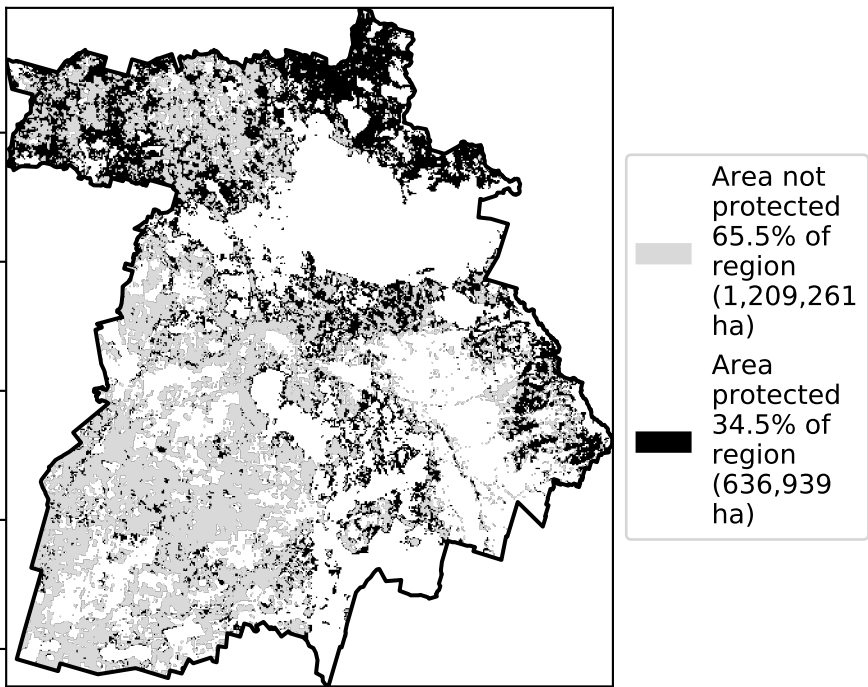 Area not
protected
65.5% of
region
(1,209,261
ha)
Area
protected
34.5% of
region
(636,939
ha)